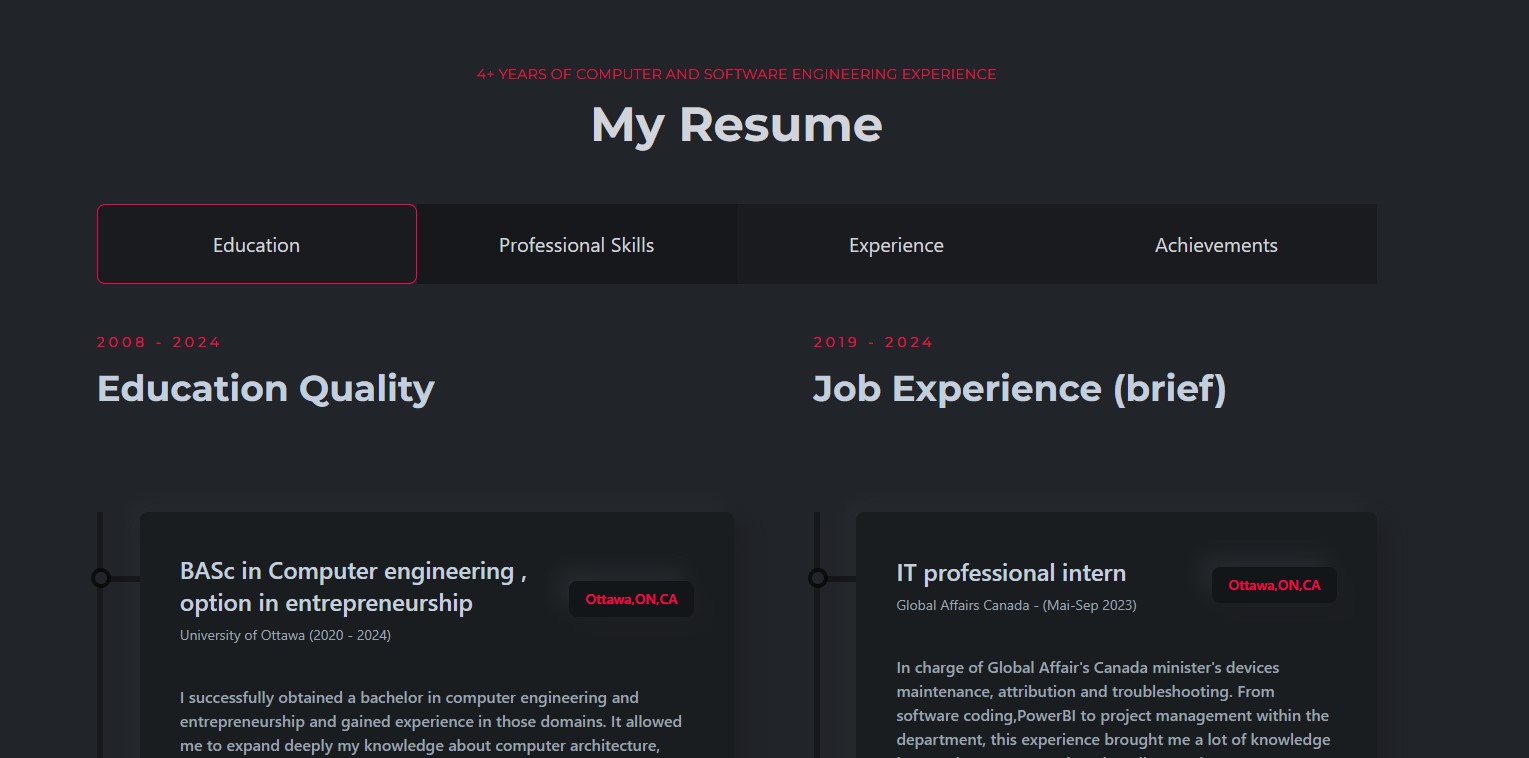 4+ YEARS OF COMPUTER AND SOFTWARE ENGINEERING EXPERIENCE
My Resume
Education
Professional Skills
Experience
Achievements
2008 - 2024
Education Quality
BASc in Computer engineering ,
option in entrepreneurship
University of Ottawa (2020 - 2024)
Ottawa,ON,CA
I successfully obtained a bachelor in computer engineering and
entrepreneurship and gained experience in those domains. It allowed
me to expand deeply my knowledge about computer architecture,
2019 - 2024
Job Experience (brief)
IT professional intern
Global Affairs Canada - (Mai-Sep 2023)
Ottawa,ON,CA
In charge of Global Affair's Canada minister's devices
maintenance, attribution and troubleshooting. From
software coding,PowerBI to project management within the
department, this experience brought me a lot of knowledge